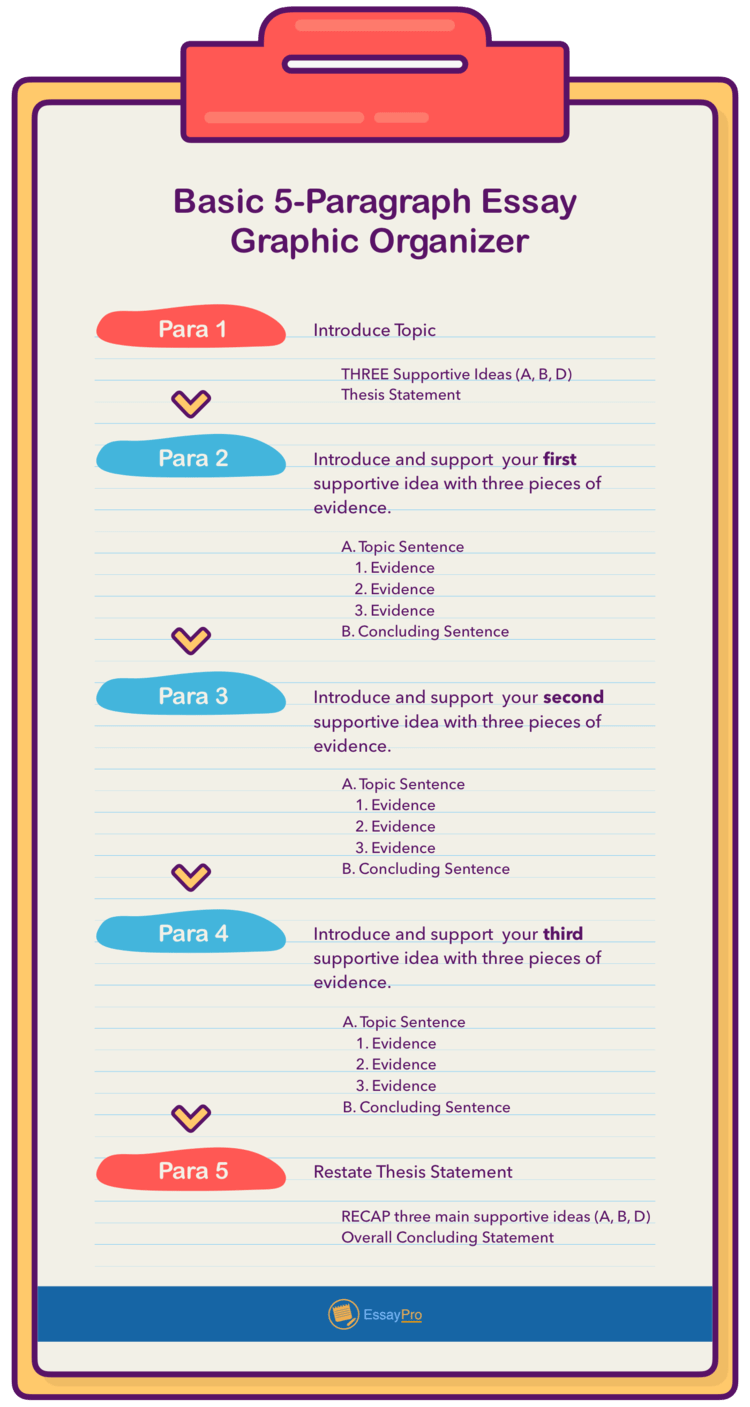 Basic 5-Paragraph Essay
Graphic Organizer
Para 1
Introduce Topic
THREE Supportive Ideas (A, B, D)
Thesis Statement
Para 2
Introduce and support your first
supportive idea with three pieces of
evidence.
A. Topic Sentence
1. Evidence
2. Evidence
3. Evidence
B. Concluding Sentence
Para 3
Introduce and support your second
supportive idea with three pieces of
evidence.
A. Topic Sentence
1. Evidence
2. Evidence
3. Evidence
B. Concluding Sentence
Para 4
Introduce and support your third
supportive idea with three pieces of
evidence.
A. Topic Sentence
1. Evidence
2. Evidence
3. Evidence
B. Concluding Sentence
Para 5
Restate Thesis Statement
RECAP three main supportive ideas (A, B, D)
Overall Concluding Statement
EssayPro